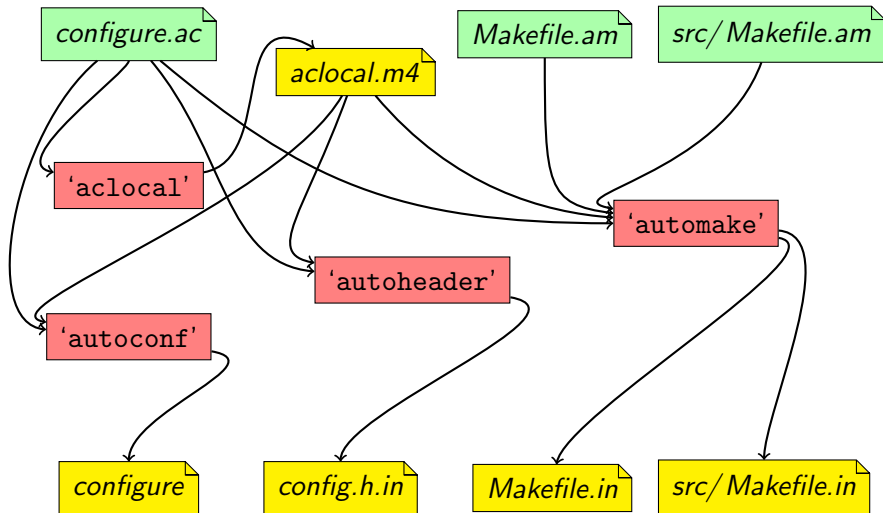 configure.ac
Makefile.am
src/Makefile.am
aclocal.m4
‘aclocal’
‘automake’
‘autoheader’
‘autoconf’
configure
config.h.in
Makefile.in
src/Makefile.in